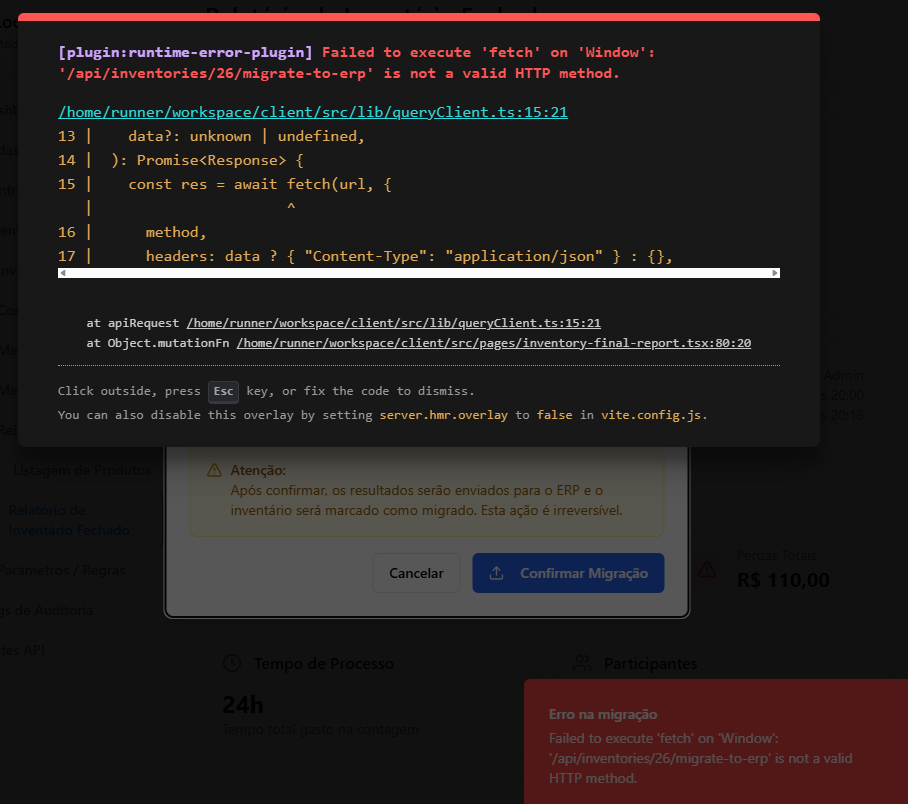 [plugin:runtime-error-plugin] Failed to execute 'fetch' on 'Window':
'/api/inventories/26/migrate-to-erp' is not a valid HTTP method.
/home/runner/workspace/client/src/lib/queryClient.ts:15:21
13 |    data?: unknown | undefined,
14 |  ): Promise<Response> {
15 |    const res = await fetch(url, {
   |                      ^
16 |      method,
17 |      headers: data ? { "Content-Type": "application/json" } : {},
at apiRequest /home/runner/workspace/client/src/lib/queryClient.ts:15:21
at Object.mutationFn /home/runner/workspace/client/src/pages/inventory-final-report.tsx:80:20
Click outside, press Esc key, or fix the code to dismiss.
You can also disable this overlay by setting server.hmr.overlay to false in vite.config.js.
Admin
20:00
20:16
Listagem de Produtos
Relatório de
Inventário Fechado
Parâmetros / Regras
gs de Auditoria
tes API
Atenção:
Após confirmar, os resultados serão enviados para o ERP e o
inventário será marcado como migrado. Esta ação é irreversível.
Cancelar
Confirmar Migração
Perdas Totais
R$ 110,00
Tempo de Processo
24h
Tempo total gasto na contagem
Participantes
Erro na migração
Failed to execute 'fetch' on 'Window':
'/api/inventories/26/migrate-to-erp' is not a valid
HTTP method.